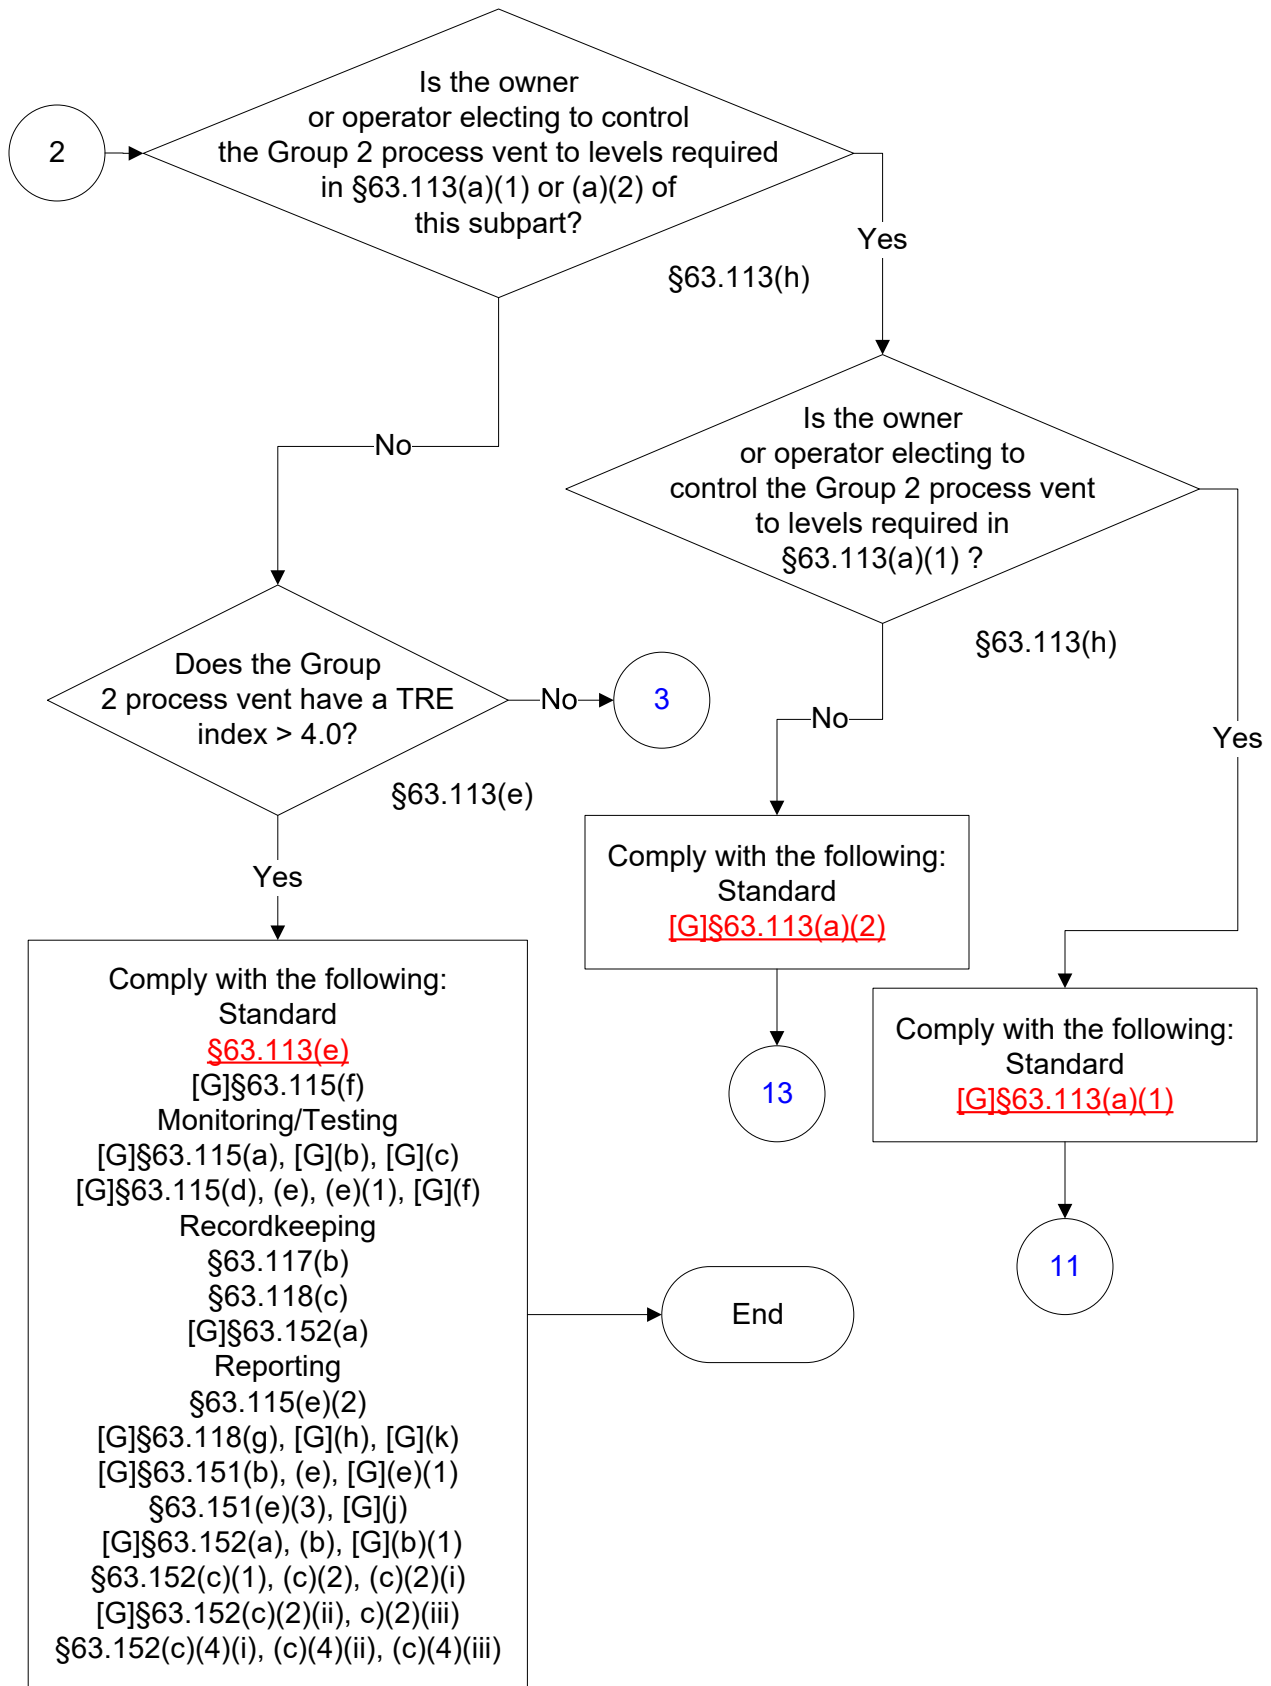 2
Is the owner
or operator electing to control
the Group 2 process vent to levels required
in §63.113(a)(1) or (a)(2) of
this subpart?
§63.113(h)
Yes
No
Is the owner
or operator electing to
control the Group 2 process vent
to levels required in
§63.113(a)(1) ?
§63.113(h)
No
Yes
Does the Group
2 process vent have a TRE
index > 4.0?
§63.113(e)
No
3
Yes
Comply with the following:
Standard
[G]§63.113(a)(2)
13
Comply with the following:
Standard
[G]§63.113(a)(1)
11
Comply with the following:
Standard
§63.113(e)
[G]§63.115(f)
Monitoring/Testing
[G]§63.115(a), [G](b), [G](c)
[G]§63.115(d), (e), (e)(1), [G](f)
Recordkeeping
§63.117(b)
§63.118(c)
[G]§63.152(a)
Reporting
§63.115(e)(2)
[G]§63.118(g), [G](h), [G](k)
[G]§63.151(b), (e), [G](e)(1)
§63.151(e)(3), [G](j)
[G]§63.152(a), (b), [G](b)(1)
§63.152(c)(1), (c)(2), (c)(2)(i)
[G]§63.152(c)(2)(ii), c)(2)(iii)
§63.152(c)(4)(i), (c)(4)(ii), (c)(4)(iii)
End